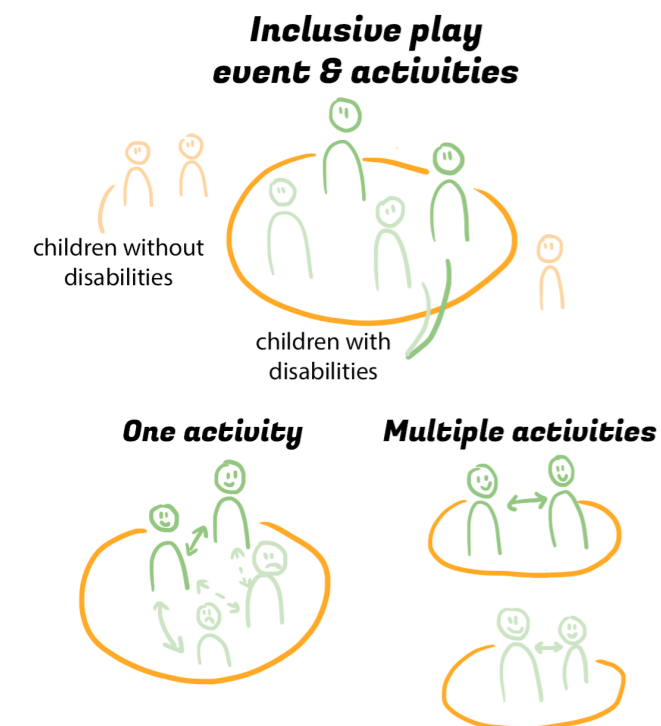 Inclusive play
event & activities
children without
disabilities
children with
disabilities
One activity
Multiple activities